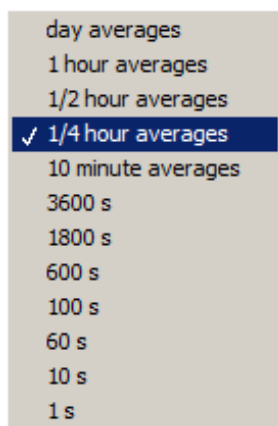 day averages
1 hour averages
1/2 hour averages
✓ 1/4 hour averages
10 minute averages
3600 s
1800 s
600 s
100 s
60 s
10 s
1 s